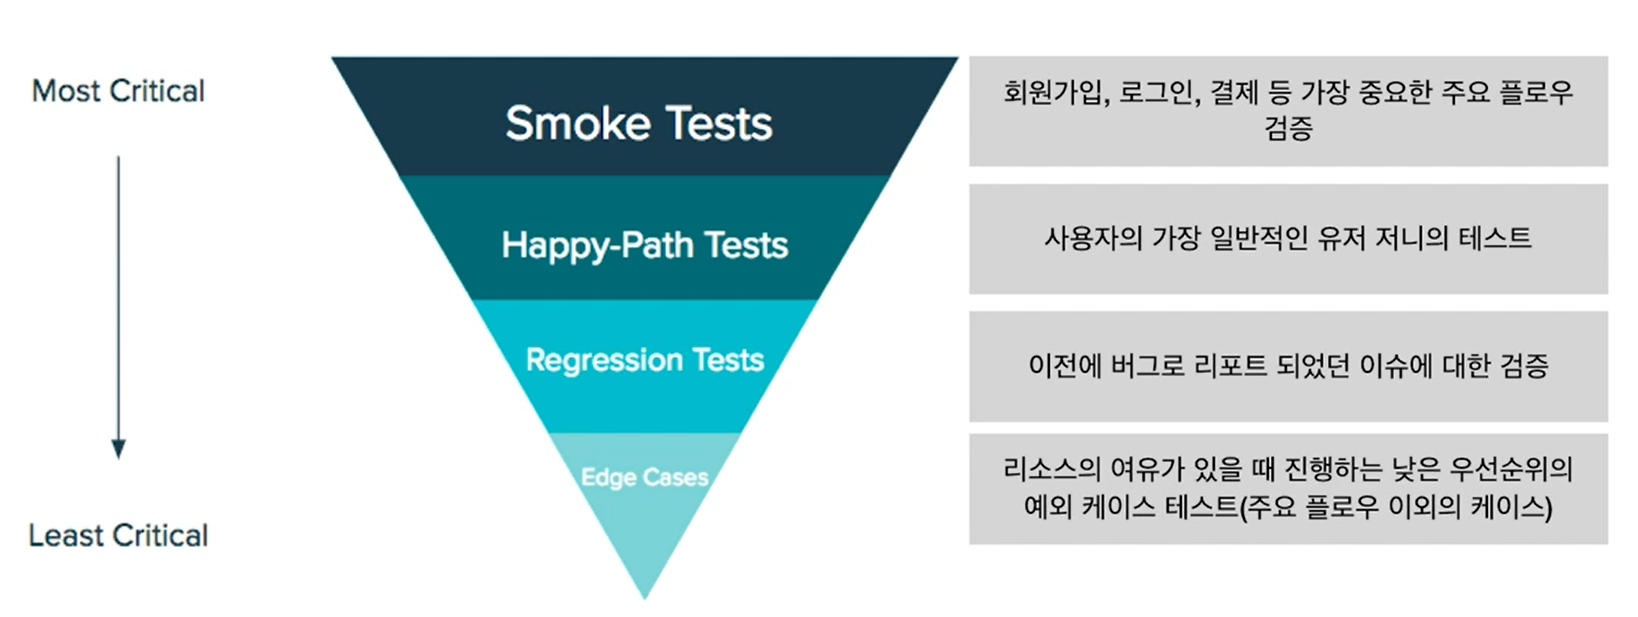 Most Critical
Smoke Tests
회원가입, 로그인, 결제 등 가장 중요한 주요 플로우
검증
Happy-Path Tests
사용자의 가장 일반적인 유저 저니의 테스트
Regression Tests
이전에 버그로 리포트 되었던 이슈에 대한 검증
Edge Cases
리소스의 여유가 있을 때 진행하는 낮은 우선순위의
예외 케이스 테스트(주요 플로우 이외의 케이스)
Least Critical